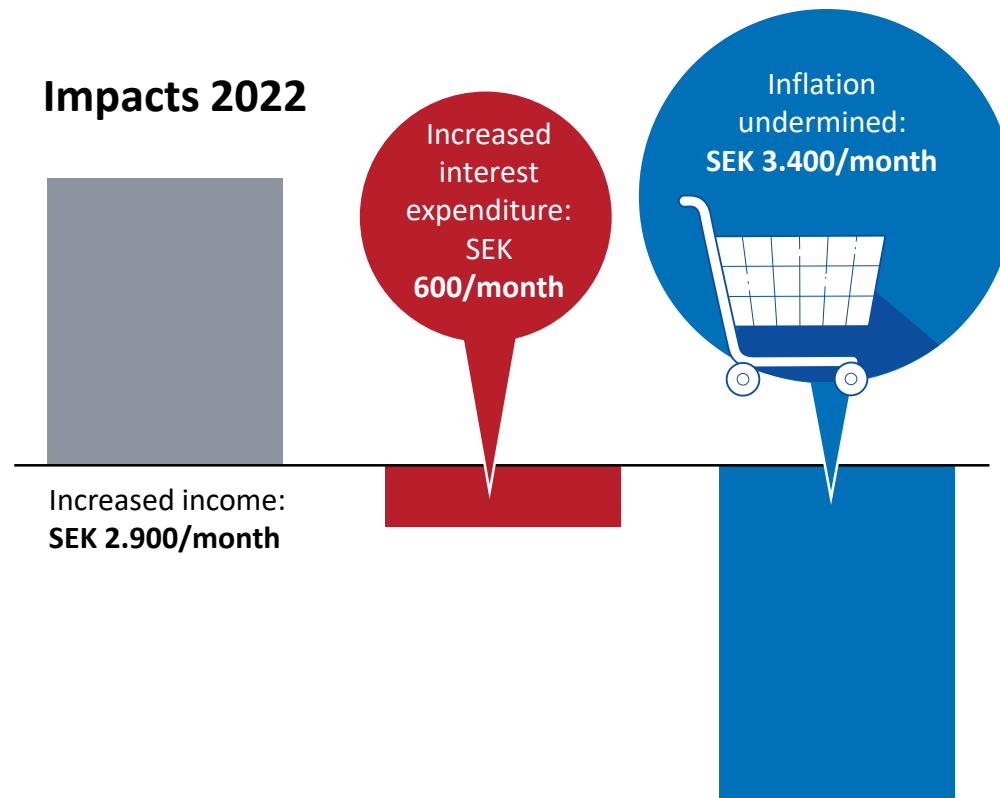 Impacts 2022
Increased
interest
expenditure:
SEK
600/month
Inflation
undermined:
SEK 3.400/month
Increased income:
SEK 2.900/month